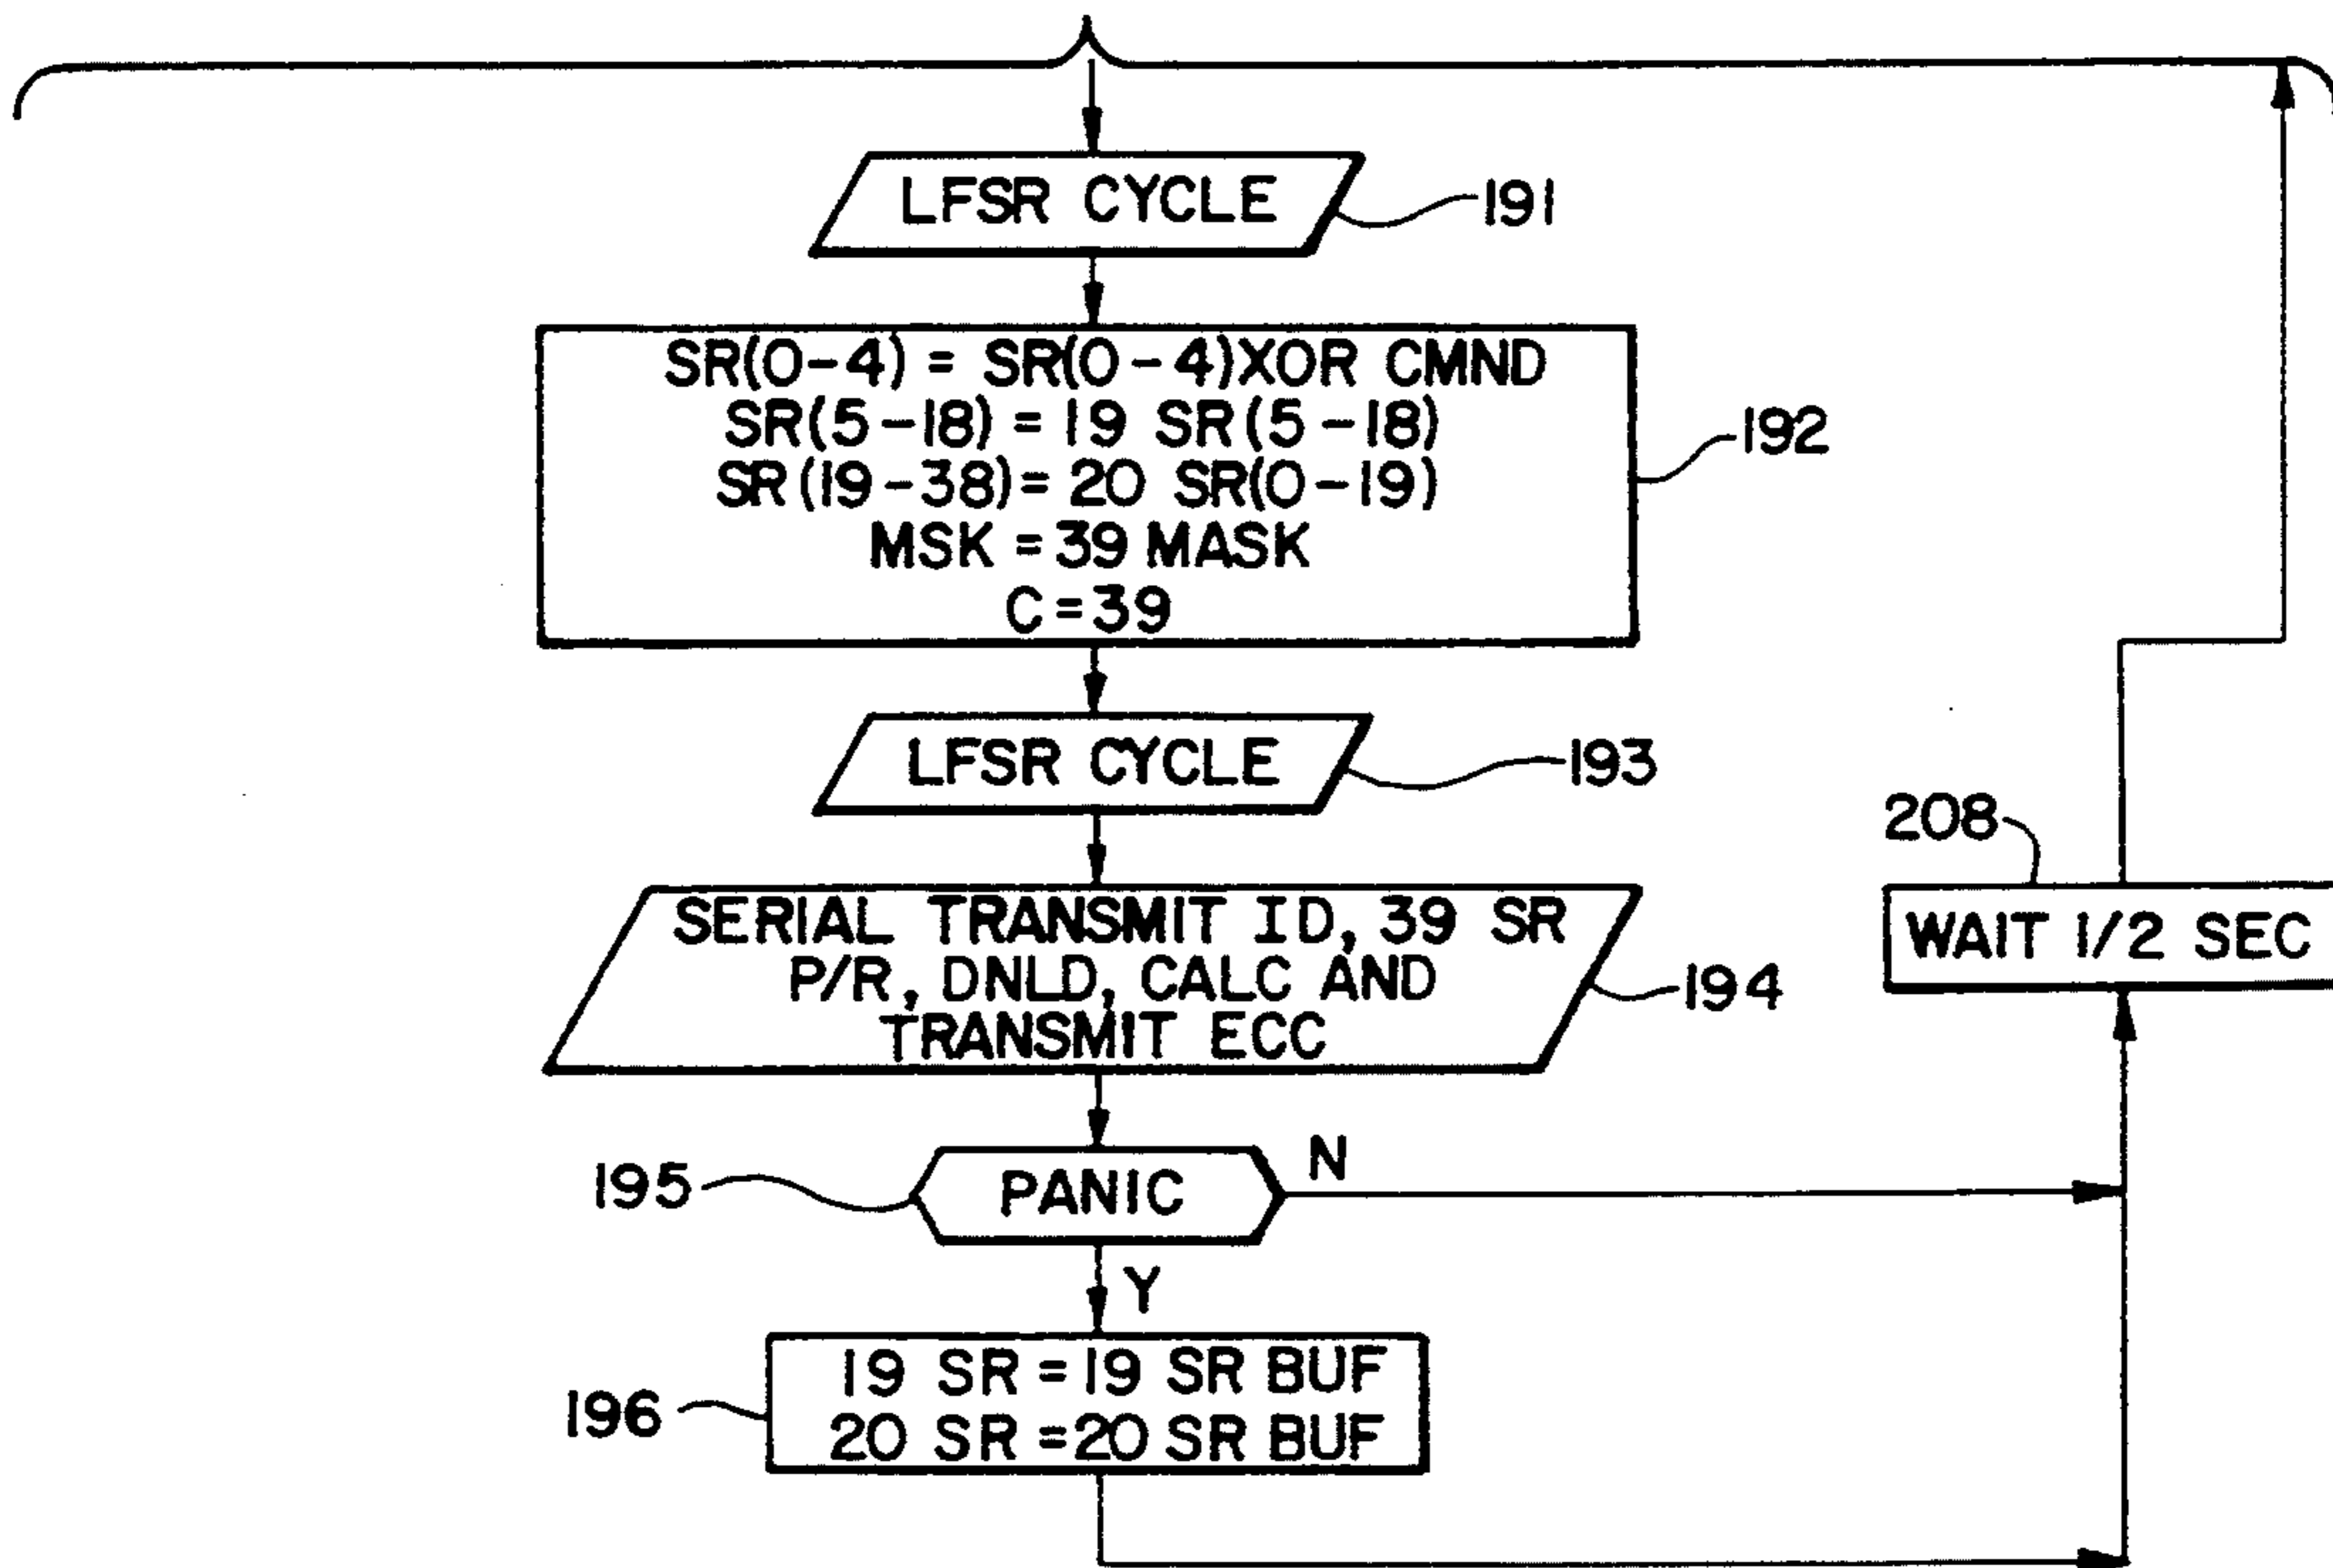 LFSR CYCLE
191
SR(0-4) = SR(0-4)XOR CMND
SR(5-18) = 19 SR(5-18)
SR(19-38) = 20 SR(0-19)
MSK = 39 MASK
C = 39
192
LFSR CYCLE
193
SERIAL TRANSMIT ID, 39 SR
P/R, DNLD, CALC AND
TRANSMIT ECC
194
208
WAIT 1/2 SEC
195
PANIC
N
Y
19 SR = 19 SR BUF
20 SR = 20 SR BUF
196